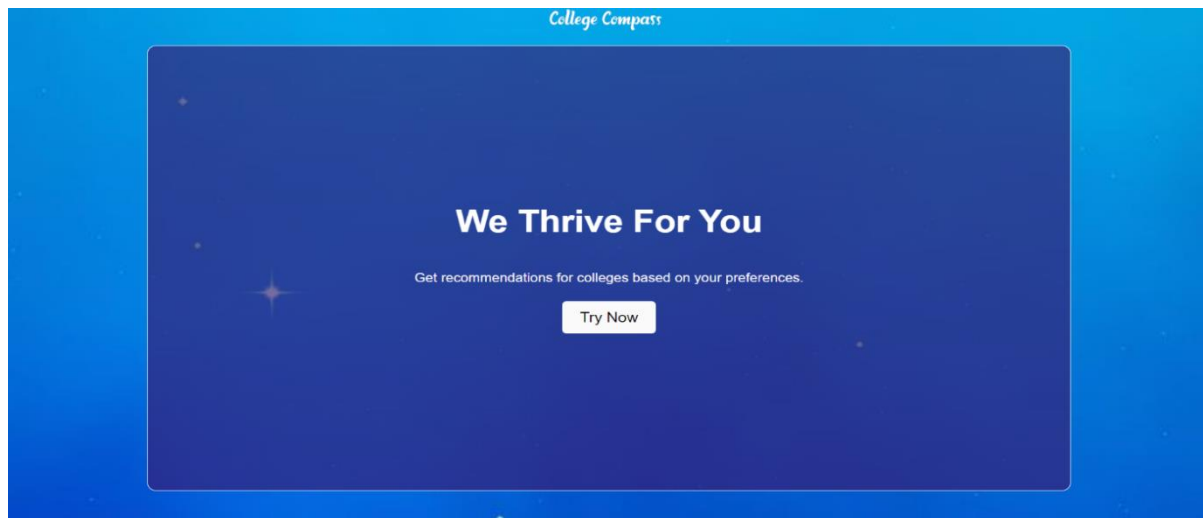 College Compass
We Thrive For You
Get recommendations for colleges based on your preferences.
Try Now